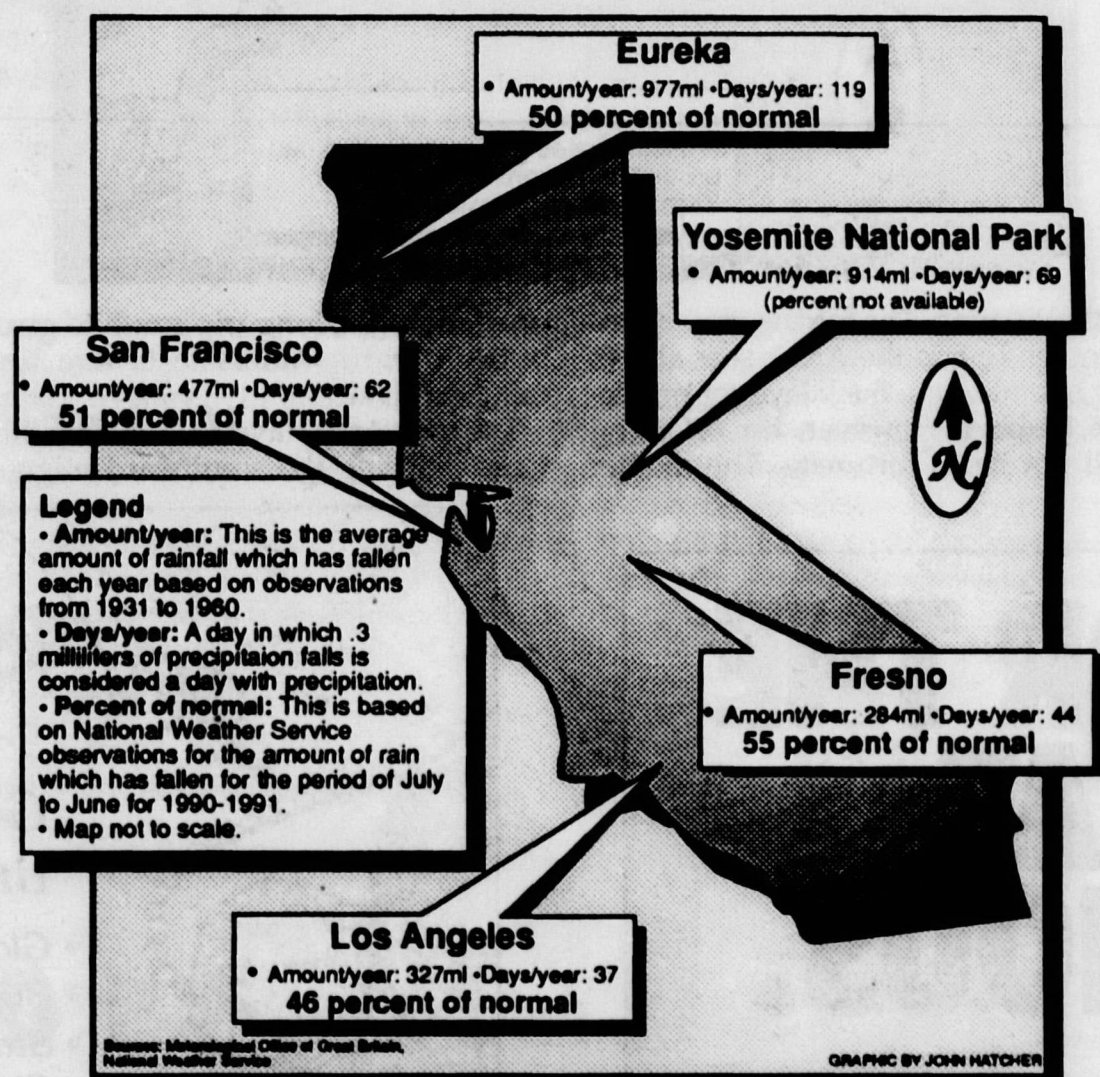 Eureka
• Amount/year: 977ml •Days/year: 119
50 percent of normal
Yosemite National Park
• Amount/year: 914ml •Days/year: 69
(percent not available)
San Francisco
• Amount/year: 477ml •Days/year: 62
51 percent of normal
N
Legend
• Amount/year: This is the average
amount of rainfall which has fallen
each year based on observations
from 1931 to 1960.
• Days/year: A day in which .3
milliliters of precipitaion falls is
considered a day with precipitation.
• Percent of normal: This is based
on National Weather Service
observations for the amount of rain
which has fallen for the period of July
to June for 1990-1991.
• Map not to scale.
Fresno
• Amount/year: 284ml •Days/year: 44
55 percent of normal
Los Angeles
• Amount/year: 327ml •Days/year: 37
46 percent of normal
Sources: Meteorological Office of Great Britain,
National Weather Service
GRAPHIC BY JOHN HATCHER